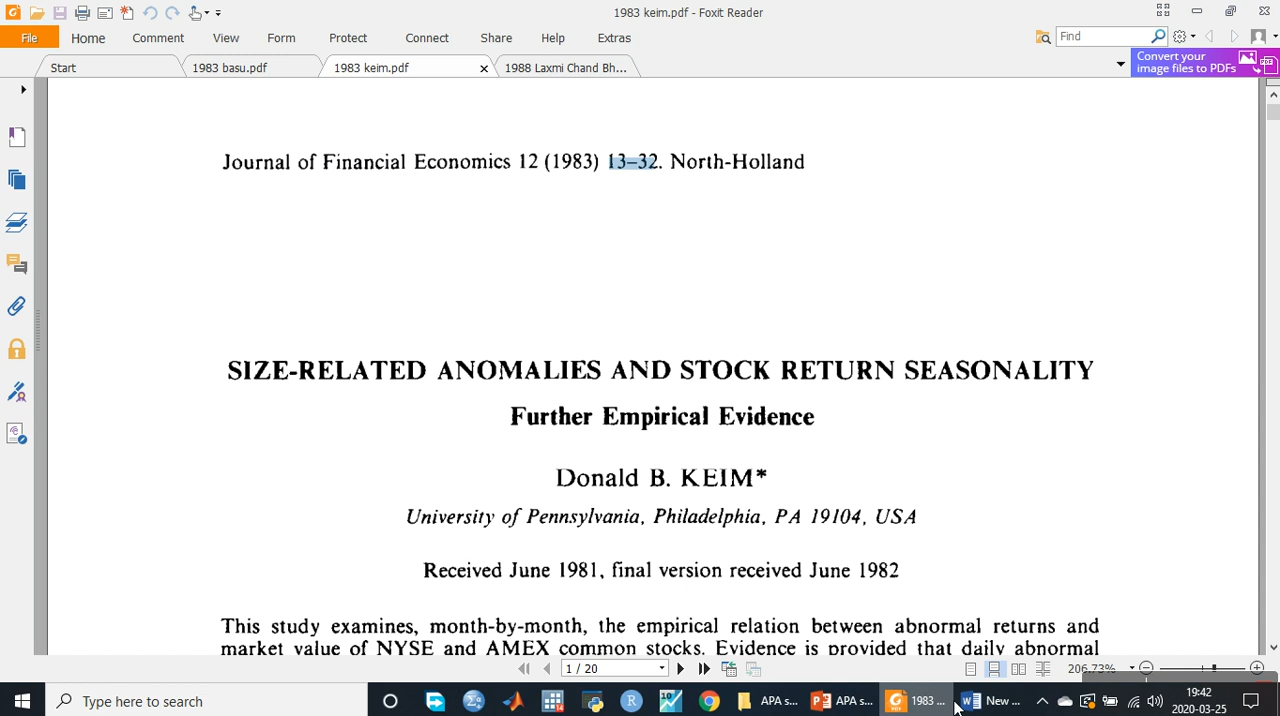 1983 keim.pdf - Foxit Reader
File Home Comment View Form Protect Connect Share Help Extras
Find
Start 1983 basu.pdf 1983 keim.pdf 1988 Laxmi Chand Bh...
Convert your
image files to PDFs
Journal of Financial Economics 12 (1983) 13–32. North-Holland
SIZE-RELATED ANOMALIES AND STOCK RETURN SEASONALITY
Further Empirical Evidence
Donald B. KEIM*
University of Pennsylvania, Philadelphia, PA 19104, USA
Received June 1981, final version received June 1982
This study examines, month-by-month, the empirical relation between abnormal returns and
market value of NYSE and AMEX common stocks. Evidence is provided that daily abnormal
1 / 20
206.73%
Type here to search
APA s...
APA s...
1983 ...
New ...
19:42
2020-03-25